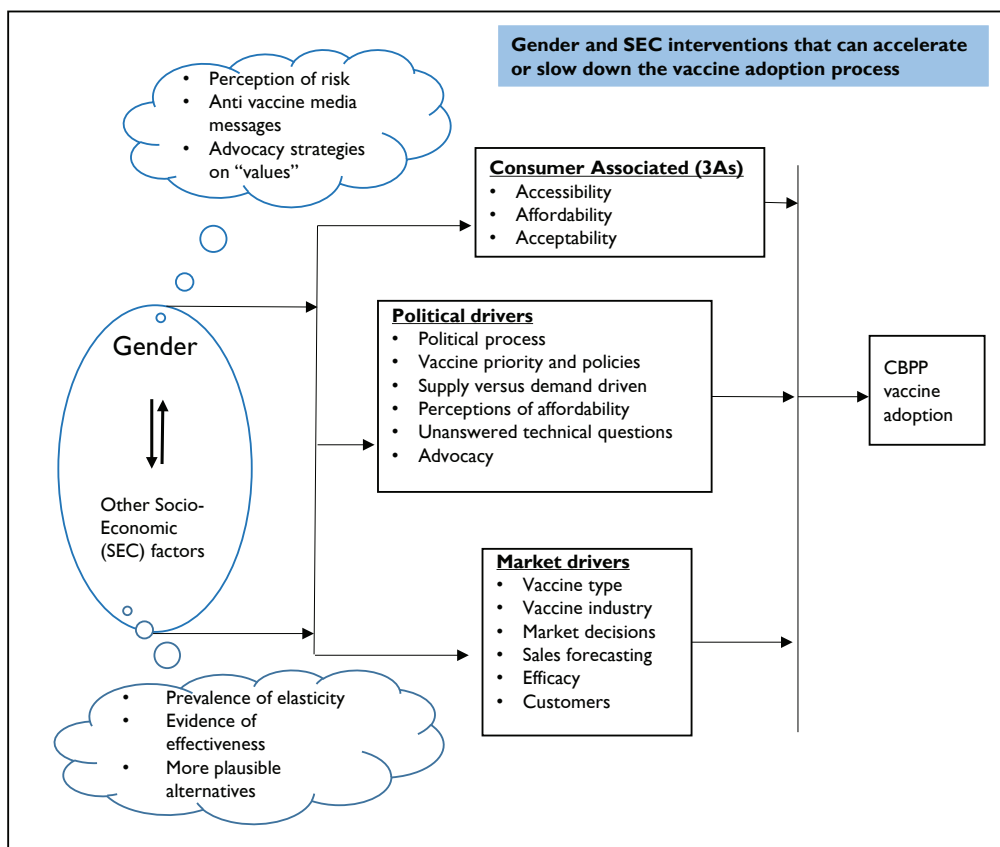 Gender and SEC interventions that can accelerate
or slow down the vaccine adoption process
• Perception of risk
• Anti vaccine media
messages
• Advocacy strategies
on “values”
Consumer Associated (3As)
• Accessibility
• Affordability
• Acceptability
Gender
Other Socio-
Economic
(SEC) factors
Political drivers
• Political process
• Vaccine priority and policies
• Supply versus demand driven
• Perceptions of affordability
• Unanswered technical questions
• Advocacy
CBPP
vaccine
adoption
Market drivers
• Vaccine type
• Vaccine industry
• Market decisions
• Sales forecasting
• Efficacy
• Customers
• Prevalence of elasticity
• Evidence of
effectiveness
• More plausible
alternatives